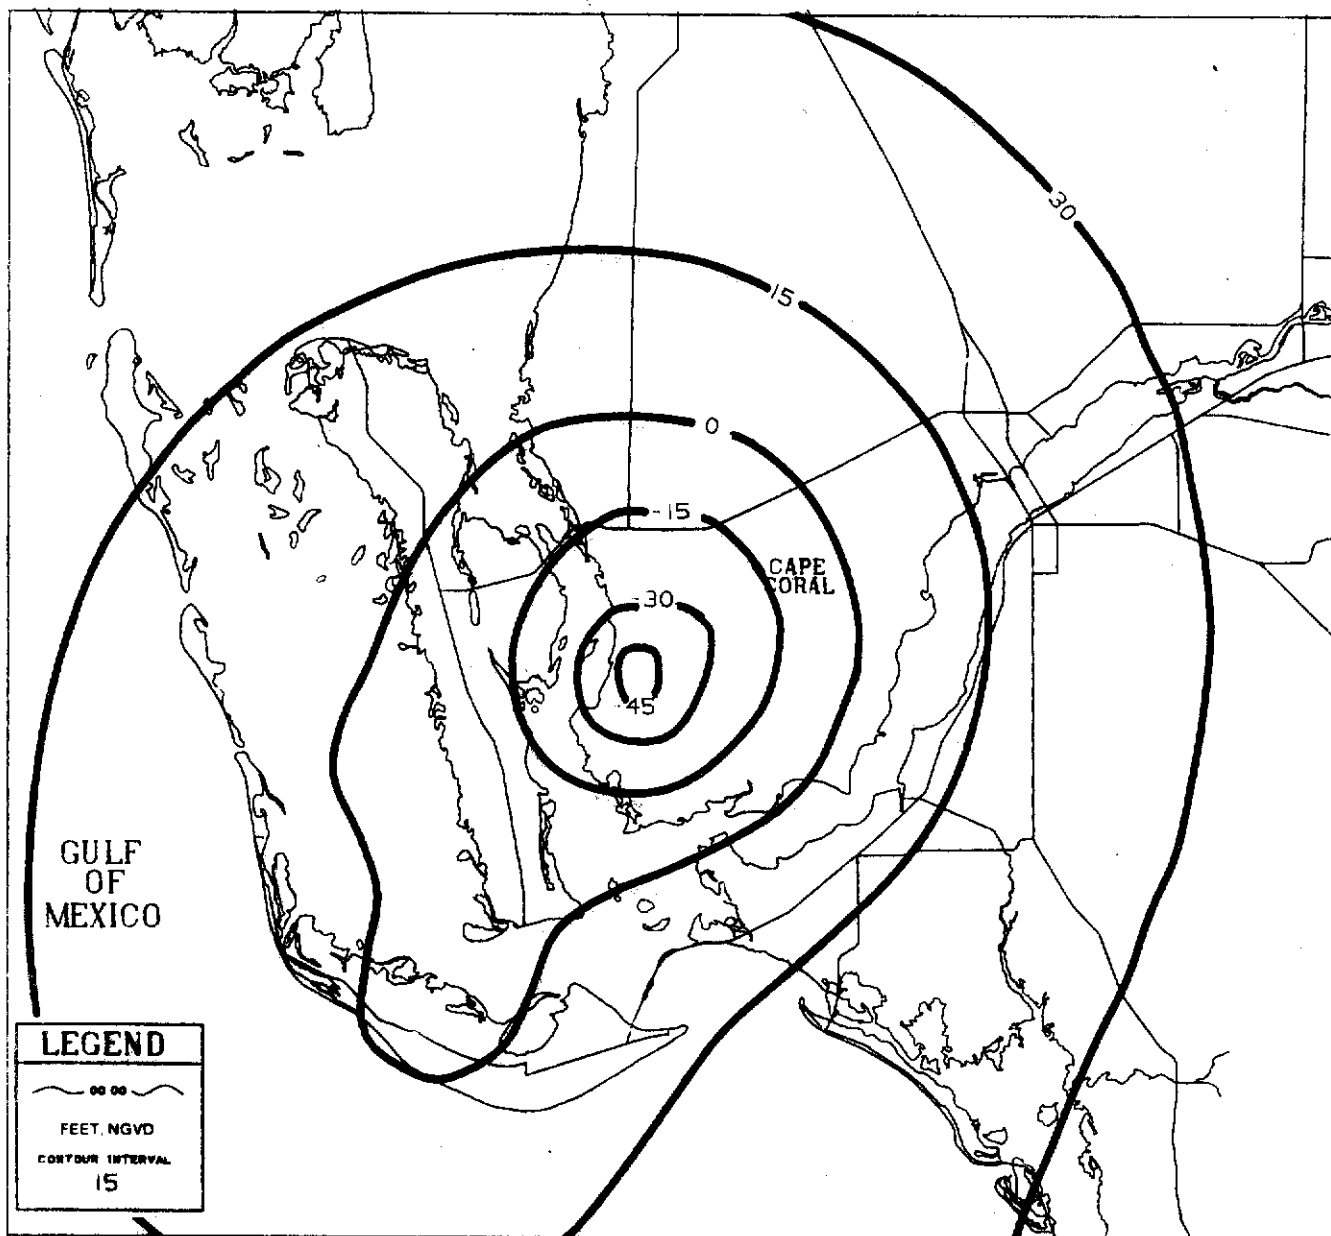 30
15
0
-15
CAPE
CORAL
-30
-45
GULF
OF
MEXICO
LEGEND
00 00
FEET, NGVD
CONTOUR INTERVAL
15